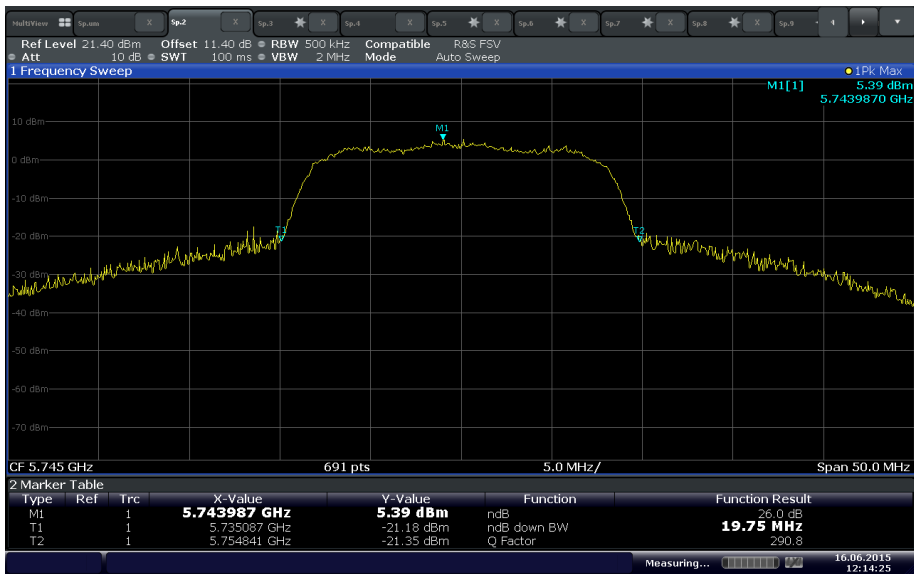 MultiView Sp.um X Sp.2 X Sp.3 X Sp.4 X Sp.5 X Sp.6 X Sp.7 X Sp.8 X Sp.9
Ref Level 21.40 dBm Offset 11.40 dB RBW 500 kHz Compatible R&S FSV
Att 10 dB SWT 100 ms VBW 2 MHz Mode Auto Sweep
1 Frequency Sweep 1Pk Max
M1[1] 5.39 dBm
5.7439870 GHz
10 dBm
M1
0 dBm
-10 dBm
T1 T2
-20 dBm
-30 dBm
-40 dBm
-50 dBm
-60 dBm
-70 dBm
CF 5.745 GHz 691 pts 5.0 MHz/ Span 50.0 MHz
2 Marker Table
Type Ref Trc X-Value Y-Value Function Function Result
M1 1 5.743987 GHz 5.39 dBm ndB 26.0 dB
T1 1 5.735087 GHz -21.18 dBm ndB down BW 19.75 MHz
T2 1 5.754841 GHz -21.35 dBm Q Factor 290.8
Measuring... 16.06.2015
12:14:25